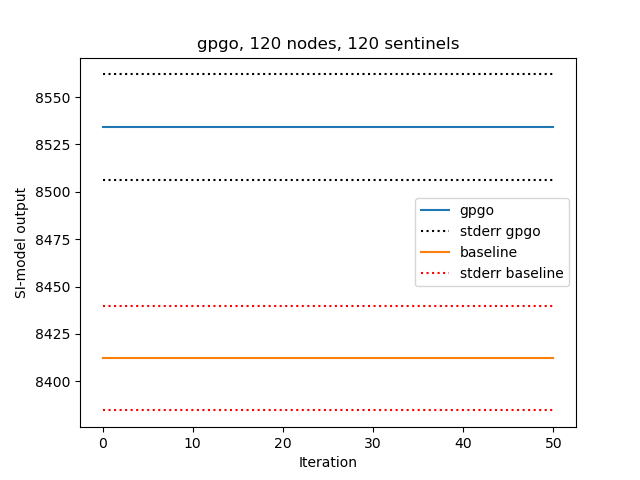 gpgo, 120 nodes, 120 sentinels
SI-model output
8550
8525
8500
8475
8450
8425
8400
gpgo
stderr gpgo
baseline
stderr baseline
0 10 20 30 40 50
Iteration